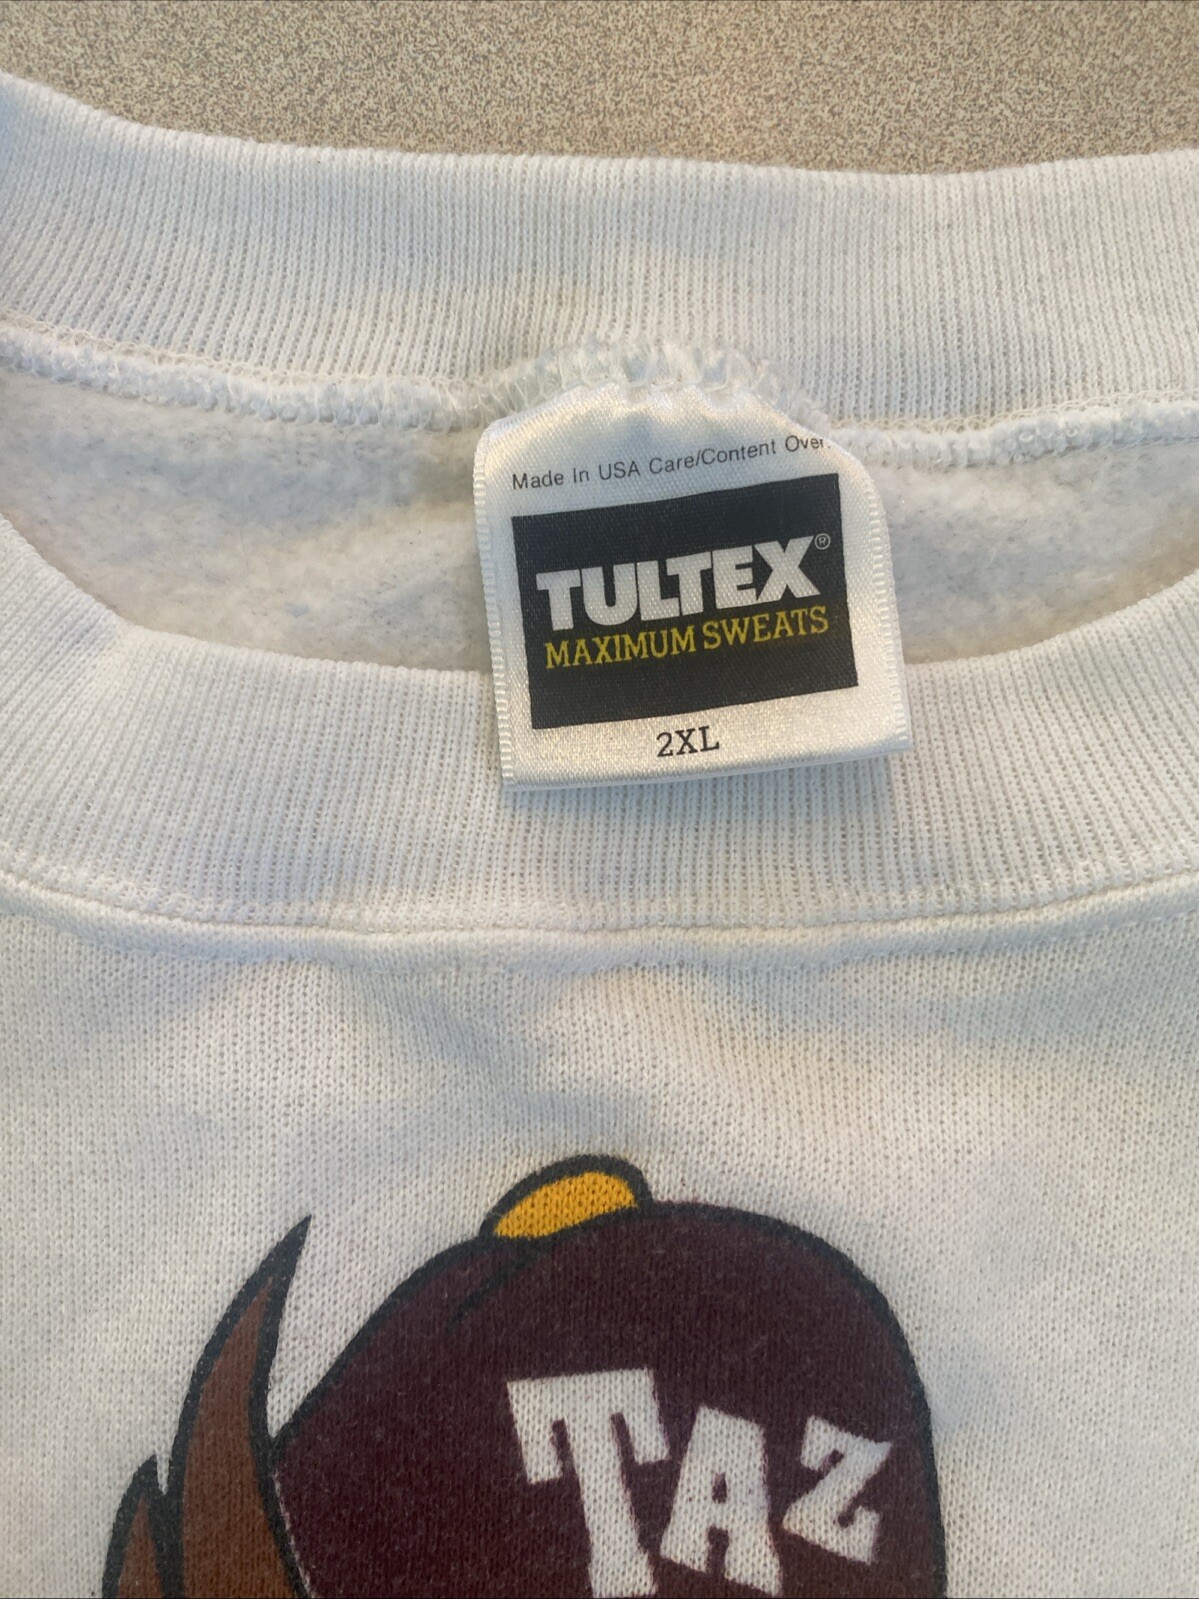 Made In USA Care/Content Over.
TULTEX®
MAXIMUM SWEATS
2XL
TAZ